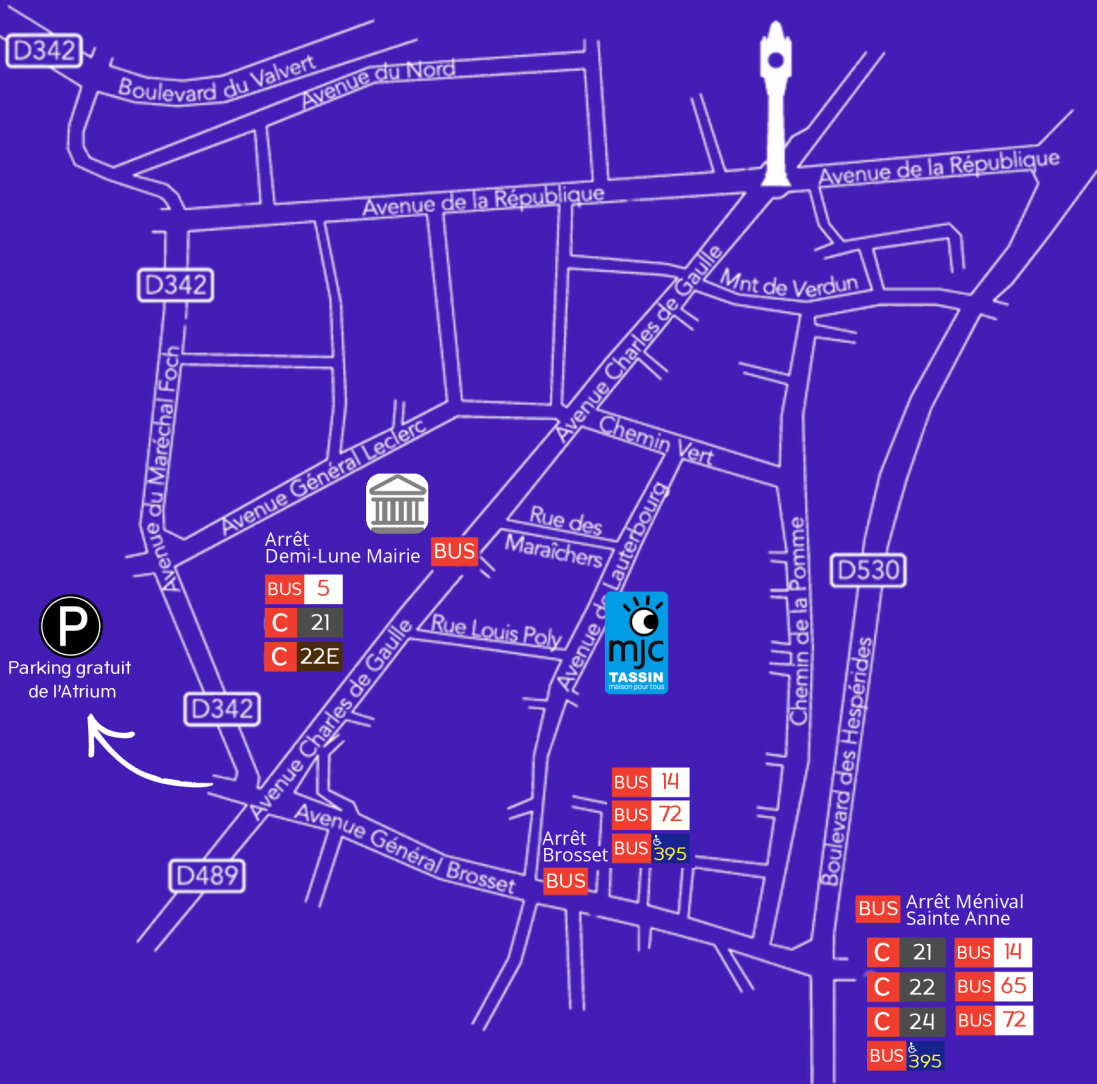 D342
Boulevard du Valvert
Avenue du Nord
Avenue de la République
Avenue de la République
D342
Avenue Charles de Gaulle
Mnt de Verdun
Avenue du Maréchal Foch
Avenue Général Leclerc
Chemin Vert
Rue des
Maraîchers
Avenue de Lauterbourg
Chemin de la Pomme
D530
Arrêt
Demi-Lune Mairie
BUS
BUS 5
C 21
C 22E
P
Parking gratuit
de l'Atrium
Rue Louis Poly
mjc
TASSIN
maison pour tous
D342
Avenue Charles de Gaulle
Boulevard des Hespérides
BUS 14
BUS 72
BUS 395
Arrêt
Brosset
BUS
Avenue Général Brosset
D489
BUS
Arrêt Ménival
Sainte Anne
C 21 BUS 14
C 22 BUS 65
C 24 BUS 72
BUS 395